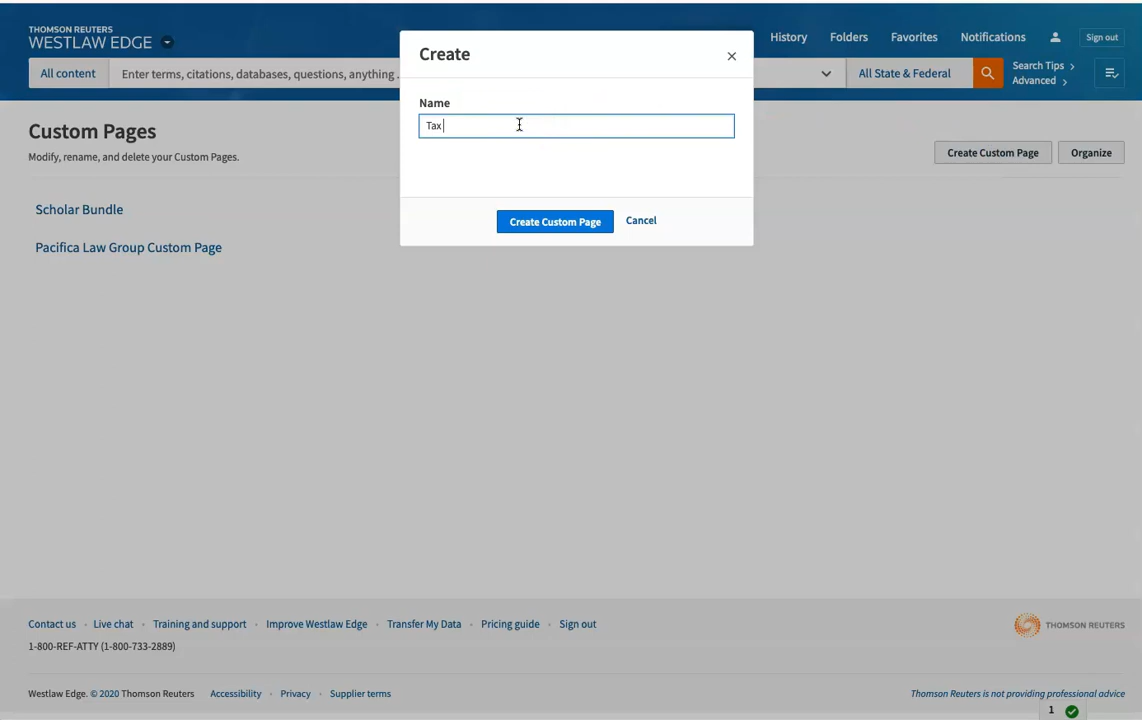 THOMSON REUTERS
WESTLAW EDGE
History Folders Favorites Notifications Sign out
All content Enter terms, citations, databases, questions, anything . All State & Federal Search Tips Advanced
Create
Name
Tax
Create Custom Page Cancel
Custom Pages
Modify, rename, and delete your Custom Pages.
Create Custom Page Organize
Scholar Bundle
Pacifica Law Group Custom Page
Contact us Live chat Training and support Improve Westlaw Edge Transfer My Data Pricing guide Sign out
THOMSON REUTERS
1-800-REF-ATTY (1-800-733-2889)
Westlaw Edge. © 2020 Thomson Reuters Accessibility Privacy Supplier terms
Thomson Reuters is not providing professional advice
1